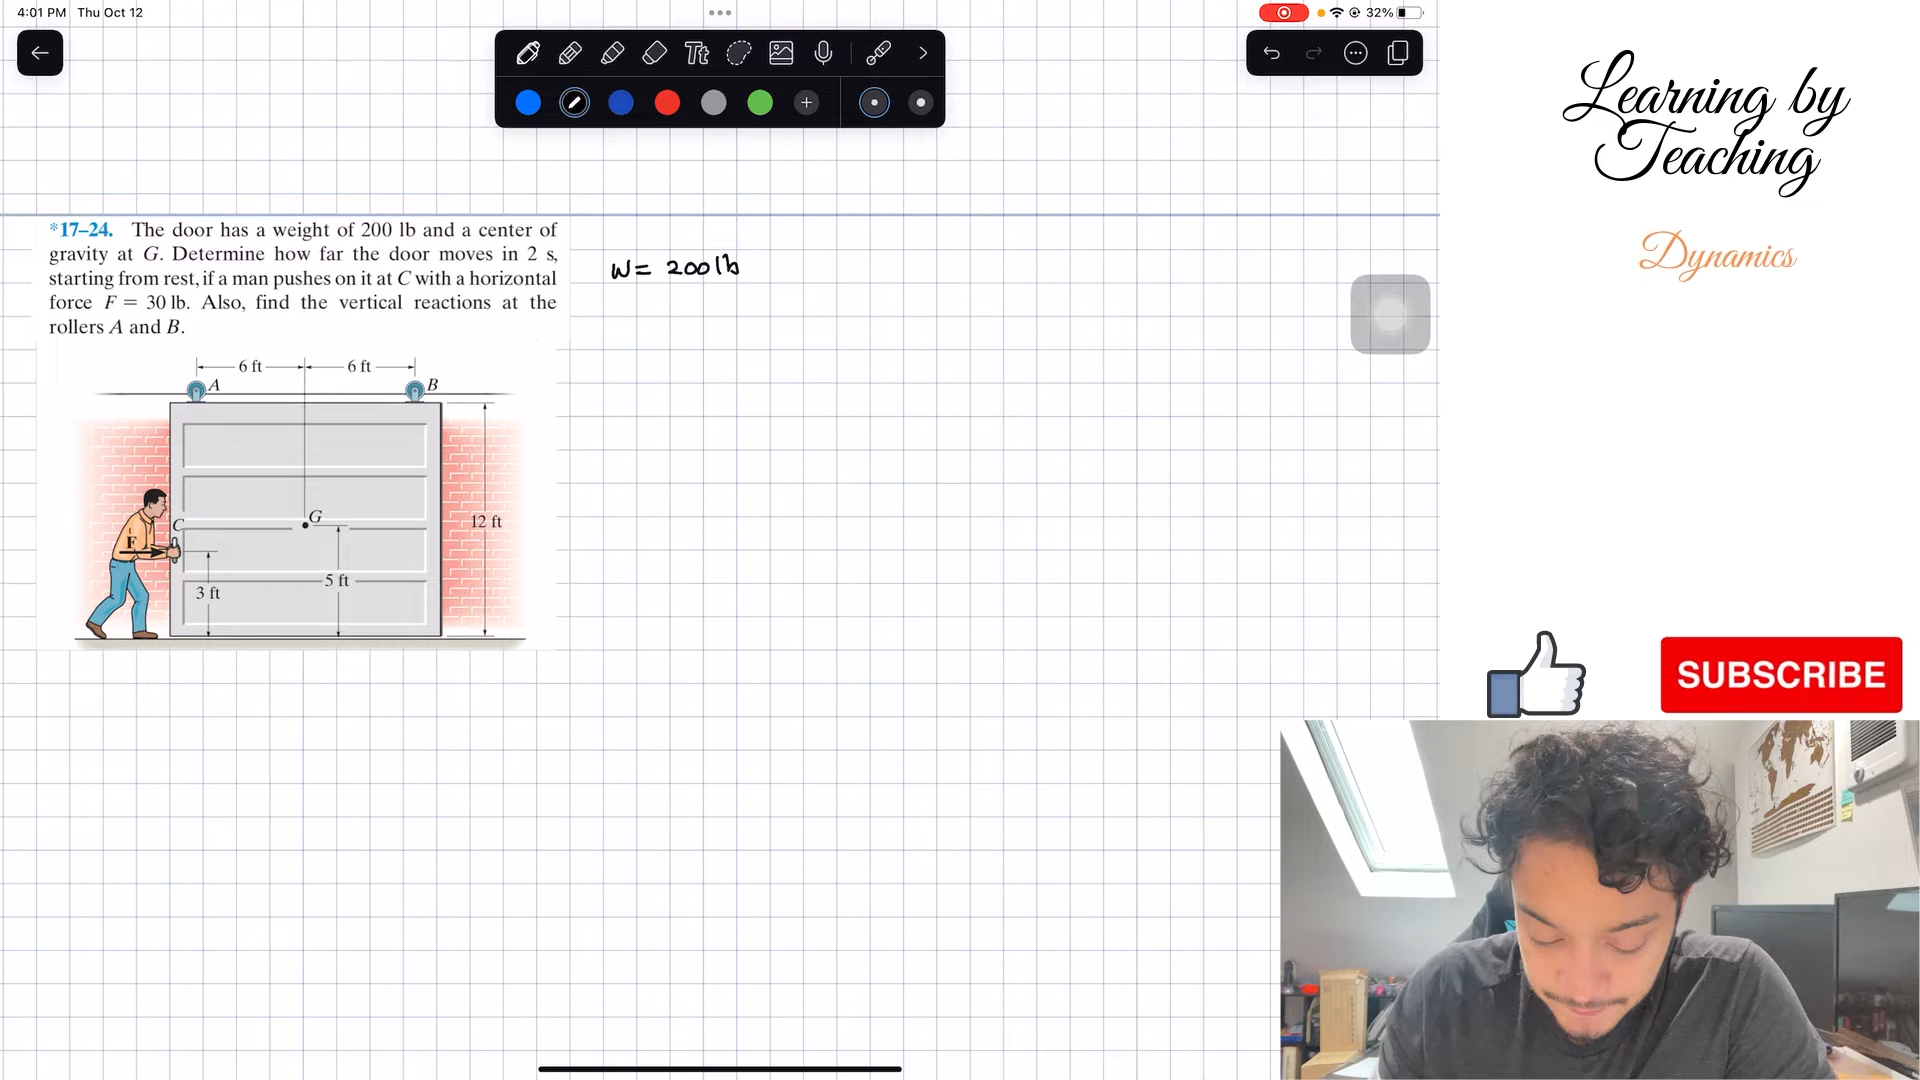 4:01 PM Thu Oct 12
32%
Tt
Learning by
Teaching
Dynamics
*17–24. The door has a weight of 200 lb and a center of
gravity at G. Determine how far the door moves in 2 s,
starting from rest, if a man pushes on it at C with a horizontal
force F = 30 lb. Also, find the vertical reactions at the
rollers A and B.
W = 200 lb
6 ft 6 ft
A B
G
C
12 ft
F
5 ft
3 ft
SUBSCRIBE